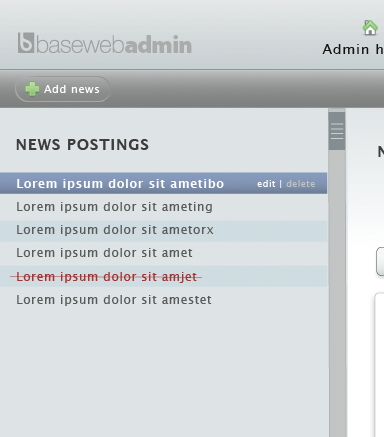 basewebadmin
Admin h
Add news
NEWS POSTINGS
Lorem ipsum dolor sit ametibo edit | delete
Lorem ipsum dolor sit ameting
Lorem ipsum dolor sit ametorx
Lorem ipsum dolor sit amet
Lorem ipsum dolor sit amjet
Lorem ipsum dolor sit amestet